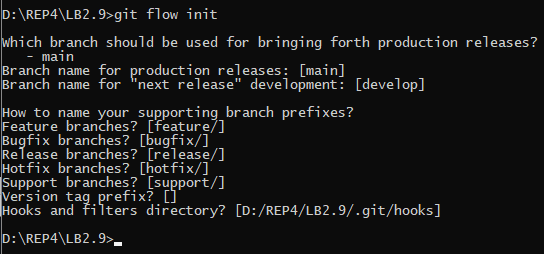 D:\REP4\LB2.9>git flow init
Which branch should be used for bringing forth production releases?
- main
Branch name for production releases: [main]
Branch name for "next release" development: [develop]
How to name your supporting branch prefixes?
Feature branches? [feature/]
Bugfix branches? [bugfix/]
Release branches? [release/]
Hotfix branches? [hotfix/]
Support branches? [support/]
Version tag prefix? []
Hooks and filters directory? [D:/REP4/LB2.9/.git/hooks]
D:\REP4\LB2.9>